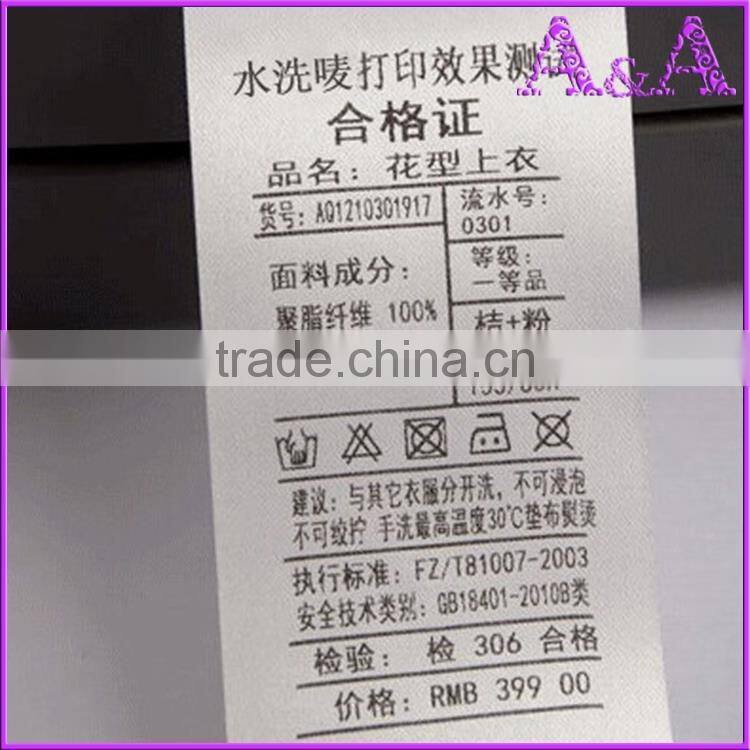 A&A
水洗唛打印效果测试
合格证
品名：花型上衣
货号：AQ1210301917
流水号：
0301
面料成分：
聚脂纤维 100%
等级：
一等品
桔+粉
trade.china.cn
建议：与其它衣服分开洗，不可浸泡
不可绞拧 手洗最高温度30℃垫布熨烫
执行标准：FZ/T81007-2003
安全技术类别：GB18401-2010B类
检验：检 306 合格
价格：RMB 399 00